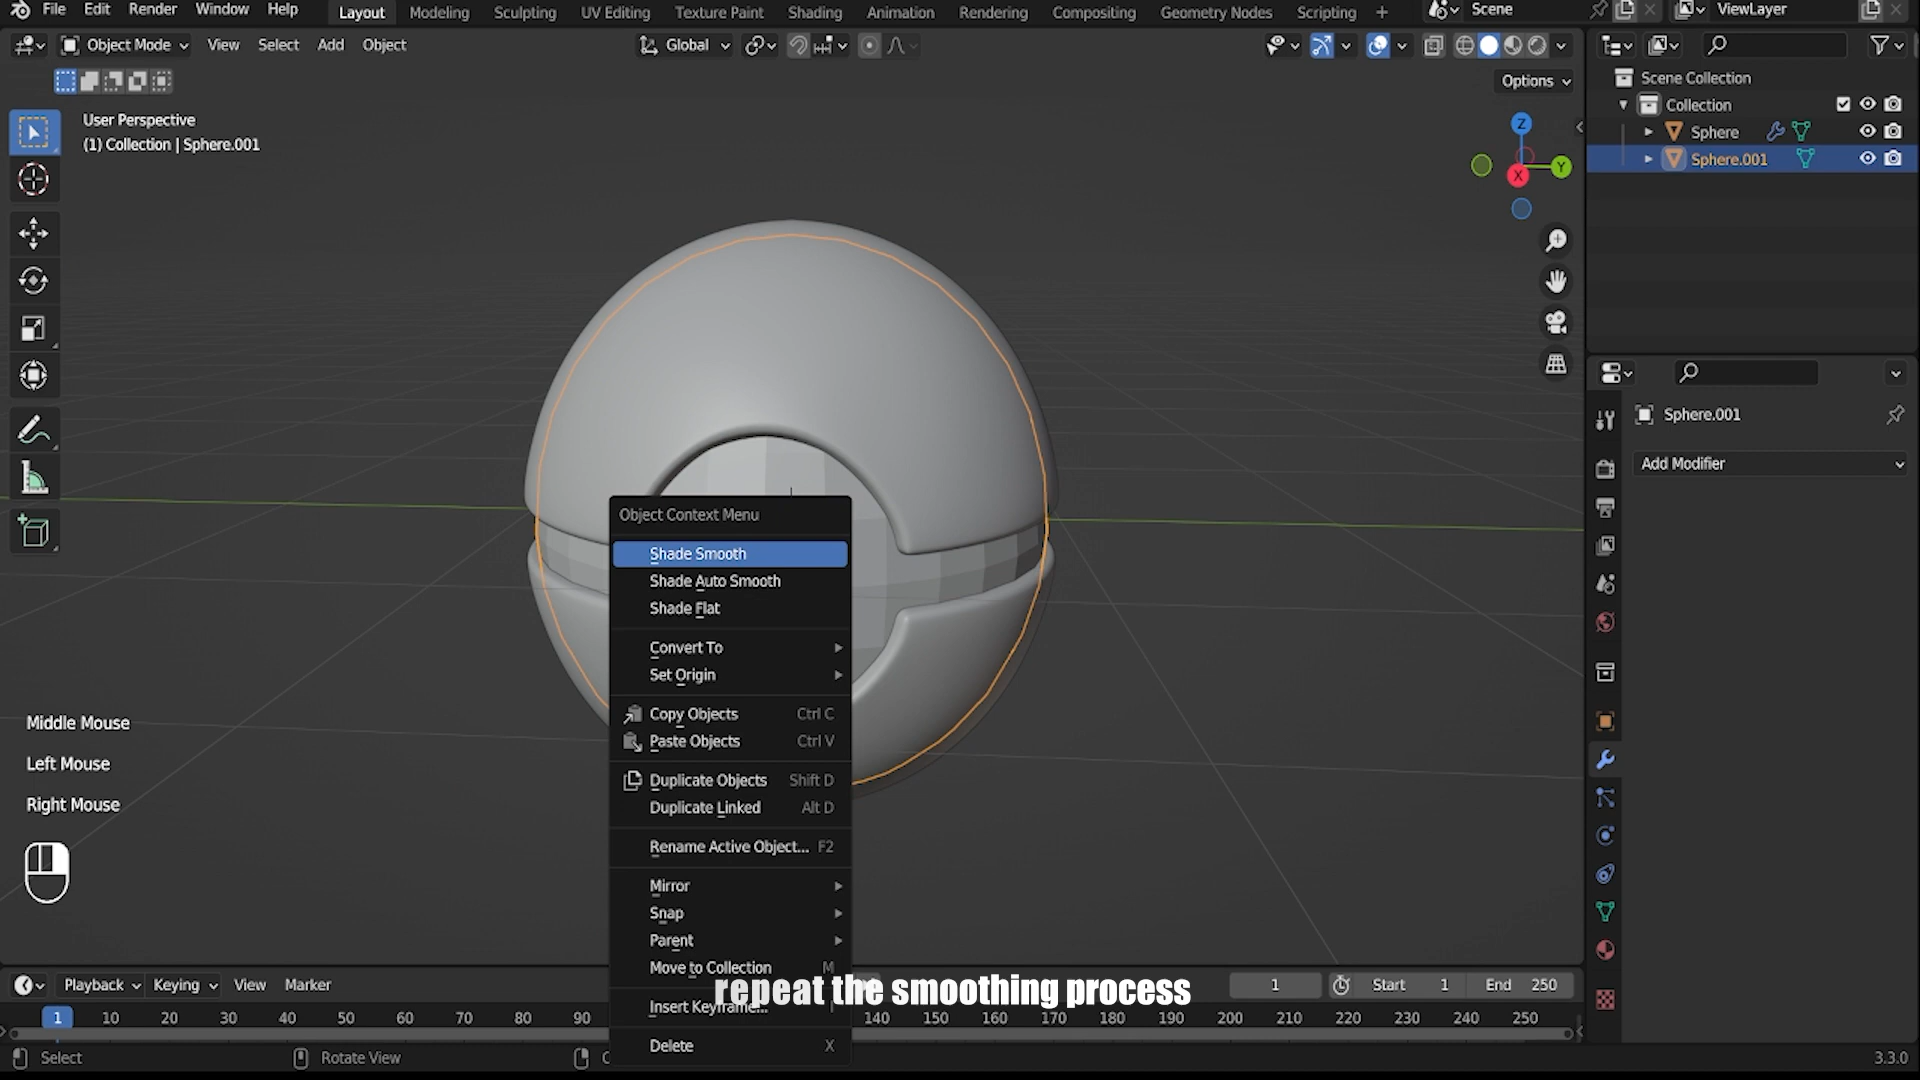 File Edit Render Window Help Layout Modeling Sculpting UV Editing Texture Paint Shading Animation Rendering Compositing Geometry Nodes Scripting + Scene ViewLayer
Object Mode View Select Add Object Global
Options
User Perspective
(1) Collection | Sphere.001
Z
Y
X
Scene Collection
Collection
Sphere
Sphere.001
Sphere.001
Add Modifier
Object Context Menu
Shade Smooth
Shade Auto Smooth
Shade Flat
Convert To
Set Origin
Copy Objects Ctrl C
Paste Objects Ctrl V
Duplicate Objects Shift D
Duplicate Linked Alt D
Rename Active Object... F2
Mirror
Snap
Parent
Move to Collection M
Insert Keyframe... I
Delete X
Middle Mouse
Left Mouse
Right Mouse
repeat the smoothing process
Playback Keying View Marker 1 Start 1 End 250
1 10 20 30 40 50 60 70 80 90 140 150 160 170 180 190 200 210 220 230 240 250
Select Rotate View 3.3.0